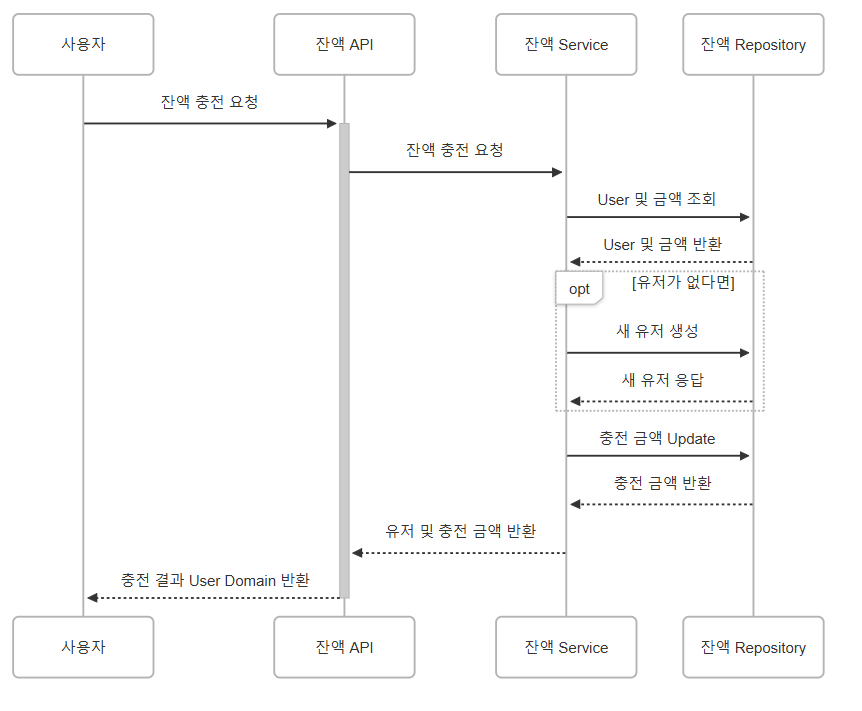 사용자
잔액 API
잔액 Service
잔액 Repository
잔액 충전 요청
잔액 충전 요청
User 및 금액 조회
User 및 금액 반환
opt
[유저가 없다면]
새 유저 생성
새 유저 응답
충전 금액 Update
충전 금액 반환
유저 및 충전 금액 반환
충전 결과 User Domain 반환
사용자
잔액 API
잔액 Service
잔액 Repository